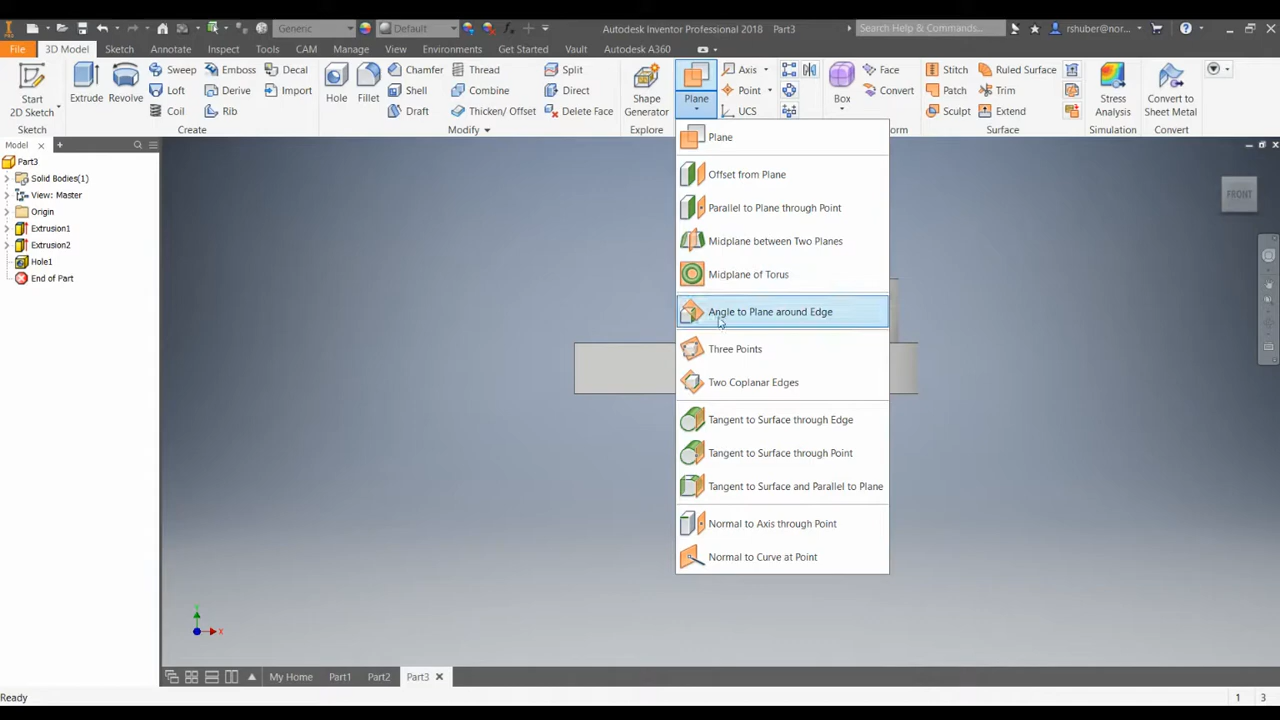 Generic
Default
Autodesk Inventor Professional 2018 Part3
Search Help & Commands...
rshuber@nor...
File 3D Model Sketch Annotate Inspect Tools CAM Manage View Environments Get Started Vault Autodesk A360
Start
2D Sketch
Extrude
Revolve
Sweep
Loft
Coil
Emboss
Derive
Rib
Decal
Import
Hole
Fillet
Chamfer
Shell
Draft
Thread
Combine
Thicken/ Offset
Split
Direct
Delete Face
Shape
Generator
Plane
Axis
Point
UCS
Box
Face
Convert
Stitch
Patch
Sculpt
Ruled Surface
Trim
Extend
Stress
Analysis
Convert to
Sheet Metal
Sketch Create Modify Explore orm Surface Simulation Sheet Metal
Model
Part3
Solid Bodies(1)
View: Master
Origin
Extrusion1
Extrusion2
Hole1
End of Part
Plane
Offset from Plane
Parallel to Plane through Point
Midplane between Two Planes
Midplane of Torus
Angle to Plane around Edge
Three Points
Two Coplanar Edges
Tangent to Surface through Edge
Tangent to Surface through Point
Tangent to Surface and Parallel to Plane
Normal to Axis through Point
Normal to Curve at Point
FRONT
Y
X
My Home Part1 Part2 Part3
Ready
1 3